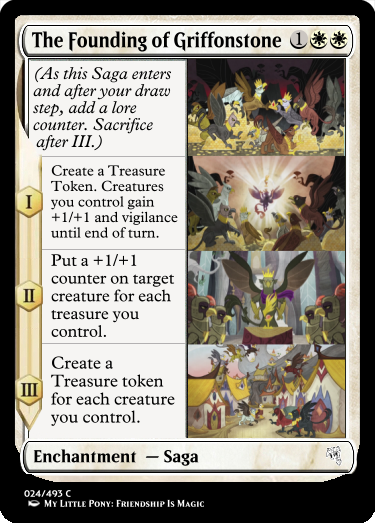 The Founding of Griffonstone 1
(As this Saga enters
and after your draw
step, add a lore
counter. Sacrifice
after III.)
I
Create a Treasure
Token. Creatures
you control gain
+1/+1 and vigilance
until end of turn.
II
Put a +1/+1
counter on target
creature for each
treasure you
control.
III
Create a
Treasure token
for each creature
you control.
Enchantment — Saga
024/493 C
My Little Pony: Friendship Is Magic